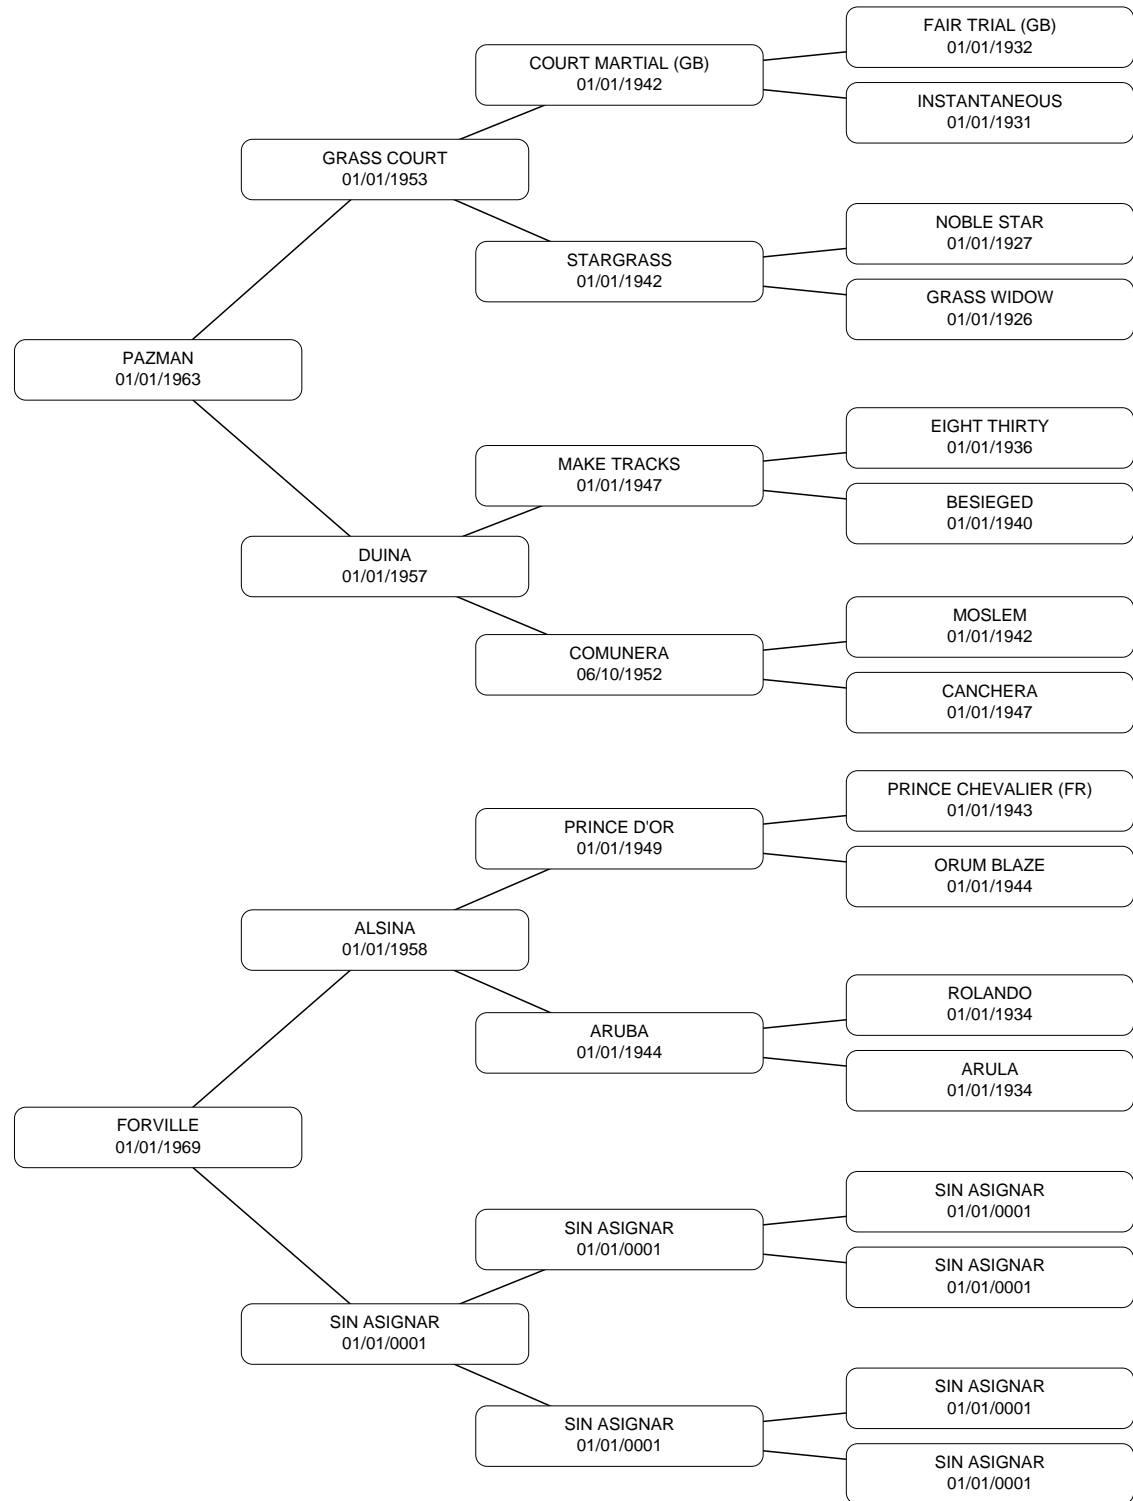 FAIR TRIAL (GB)
01/01/1932
COURT MARTIAL (GB)
01/01/1942
INSTANTANEOUS
01/01/1931
GRASS COURT
01/01/1953
NOBLE STAR
01/01/1927
STARGRASS
01/01/1942
GRASS WIDOW
01/01/1926
PAZMAN
01/01/1963
EIGHT THIRTY
01/01/1936
MAKE TRACKS
01/01/1947
BESIEGED
01/01/1940
DUINA
01/01/1957
MOSLEM
01/01/1942
COMUNERA
06/10/1952
CANCHERA
01/01/1947
PRINCE CHEVALIER (FR)
01/01/1943
PRINCE D'OR
01/01/1949
ORUM BLAZE
01/01/1944
ALSINA
01/01/1958
ROLANDO
01/01/1934
ARUBA
01/01/1944
ARULA
01/01/1934
FORVILLE
01/01/1969
SIN ASIGNAR
01/01/0001
SIN ASIGNAR
01/01/0001
SIN ASIGNAR
01/01/0001
SIN ASIGNAR
01/01/0001
SIN ASIGNAR
01/01/0001
SIN ASIGNAR
01/01/0001
SIN ASIGNAR
01/01/0001